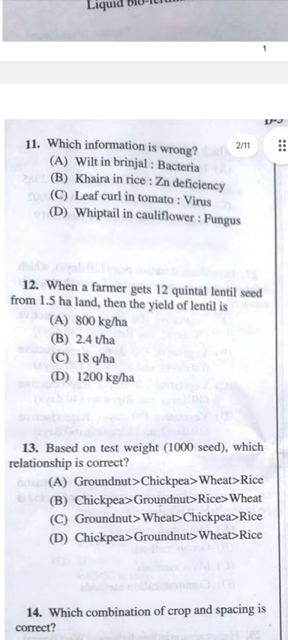 Liquid
1
11. Which information is wrong?
2/11
(A) Wilt in brinjal : Bacteria
(B) Khaira in rice : Zn deficiency
(C) Leaf curl in tomato : Virus
(D) Whiptail in cauliflower : Fungus
12. When a farmer gets 12 quintal lentil seed
from 1.5 ha land, then the yield of lentil is
(A) 800 kg/ha
(B) 2.4 t/ha
(C) 18 q/ha
(D) 1200 kg/ha
13. Based on test weight (1000 seed), which
relationship is correct?
(A) Groundnut>Chickpea>Wheat>Rice
(B) Chickpea>Groundnut>Rice>Wheat
(C) Groundnut>Wheat>Chickpea>Rice
(D) Chickpea>Groundnut>Wheat>Rice
14. Which combination of crop and spacing is
correct?